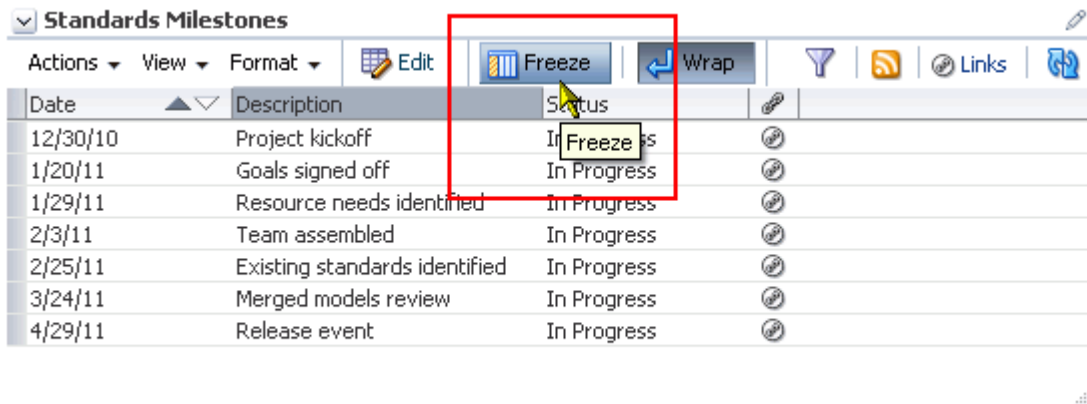 Standards Milestones
Actions View Format Edit Freeze Wrap Links
Date Description Status
12/30/10 Project kickoff In Freeze ss
1/20/11 Goals signed off In Progress
1/29/11 Resource needs identified In Progress
2/3/11 Team assembled In Progress
2/25/11 Existing standards identified In Progress
3/24/11 Merged models review In Progress
4/29/11 Release event In Progress